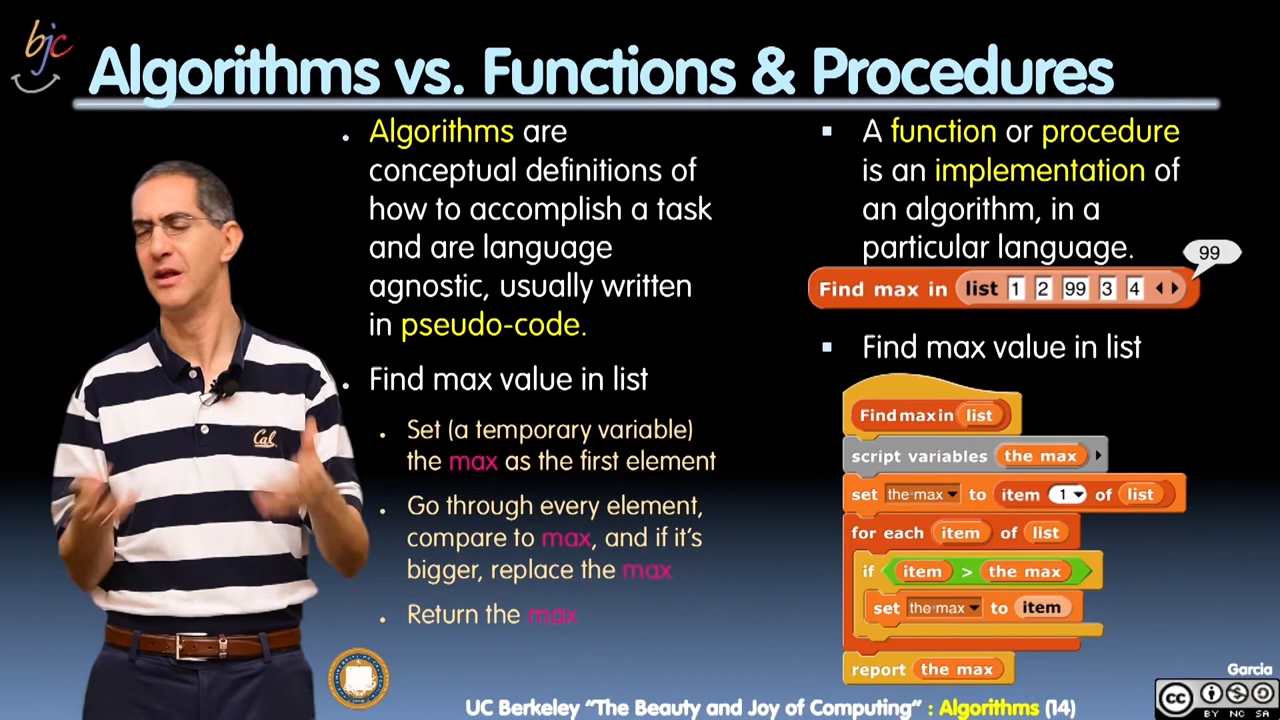 bjc
Algorithms vs. Functions & Procedures
. Algorithms are
conceptual definitions of
how to accomplish a task
and are language
agnostic, usually written
in pseudo-code.
. Find max value in list
. Set (a temporary variable)
the max as the first element
. Go through every element,
compare to max, and if it's
bigger, replace the max
. Return the max
▪ A function or procedure
is an implementation of
an algorithm, in a
particular language.
99
Find max in list 1 2 99 3 4
▪ Find max value in list
Find max in list
script variables the max
set the max to item 1 of list
for each item of list
if item > the max
set the max to item
report the max
Cal
Garcia
UC Berkeley "The Beauty and Joy of Computing" : Algorithms (14)
cc
BY NC SA